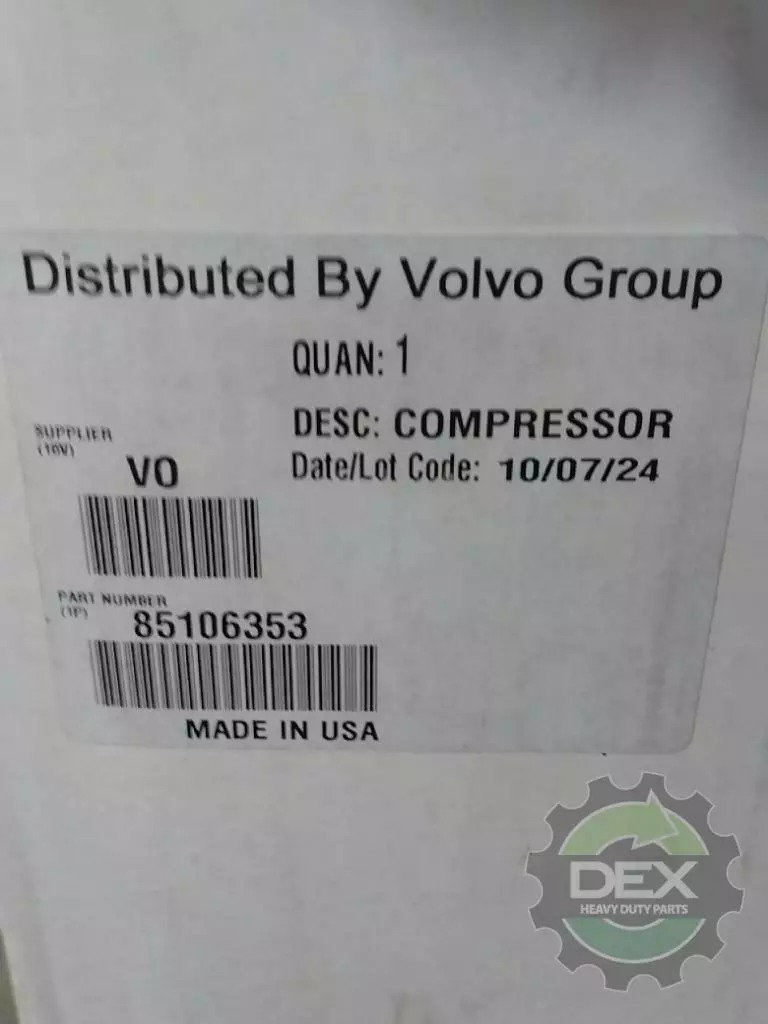 Distributed By Volvo Group
QUAN: 1
DESC: COMPRESSOR
Date/Lot Code: 10/07/24
SUPPLIER
(10V)
VO
PART NUMBER
(1P)
85106353
MADE IN USA
DEX
HEAVY DUTY PARTS